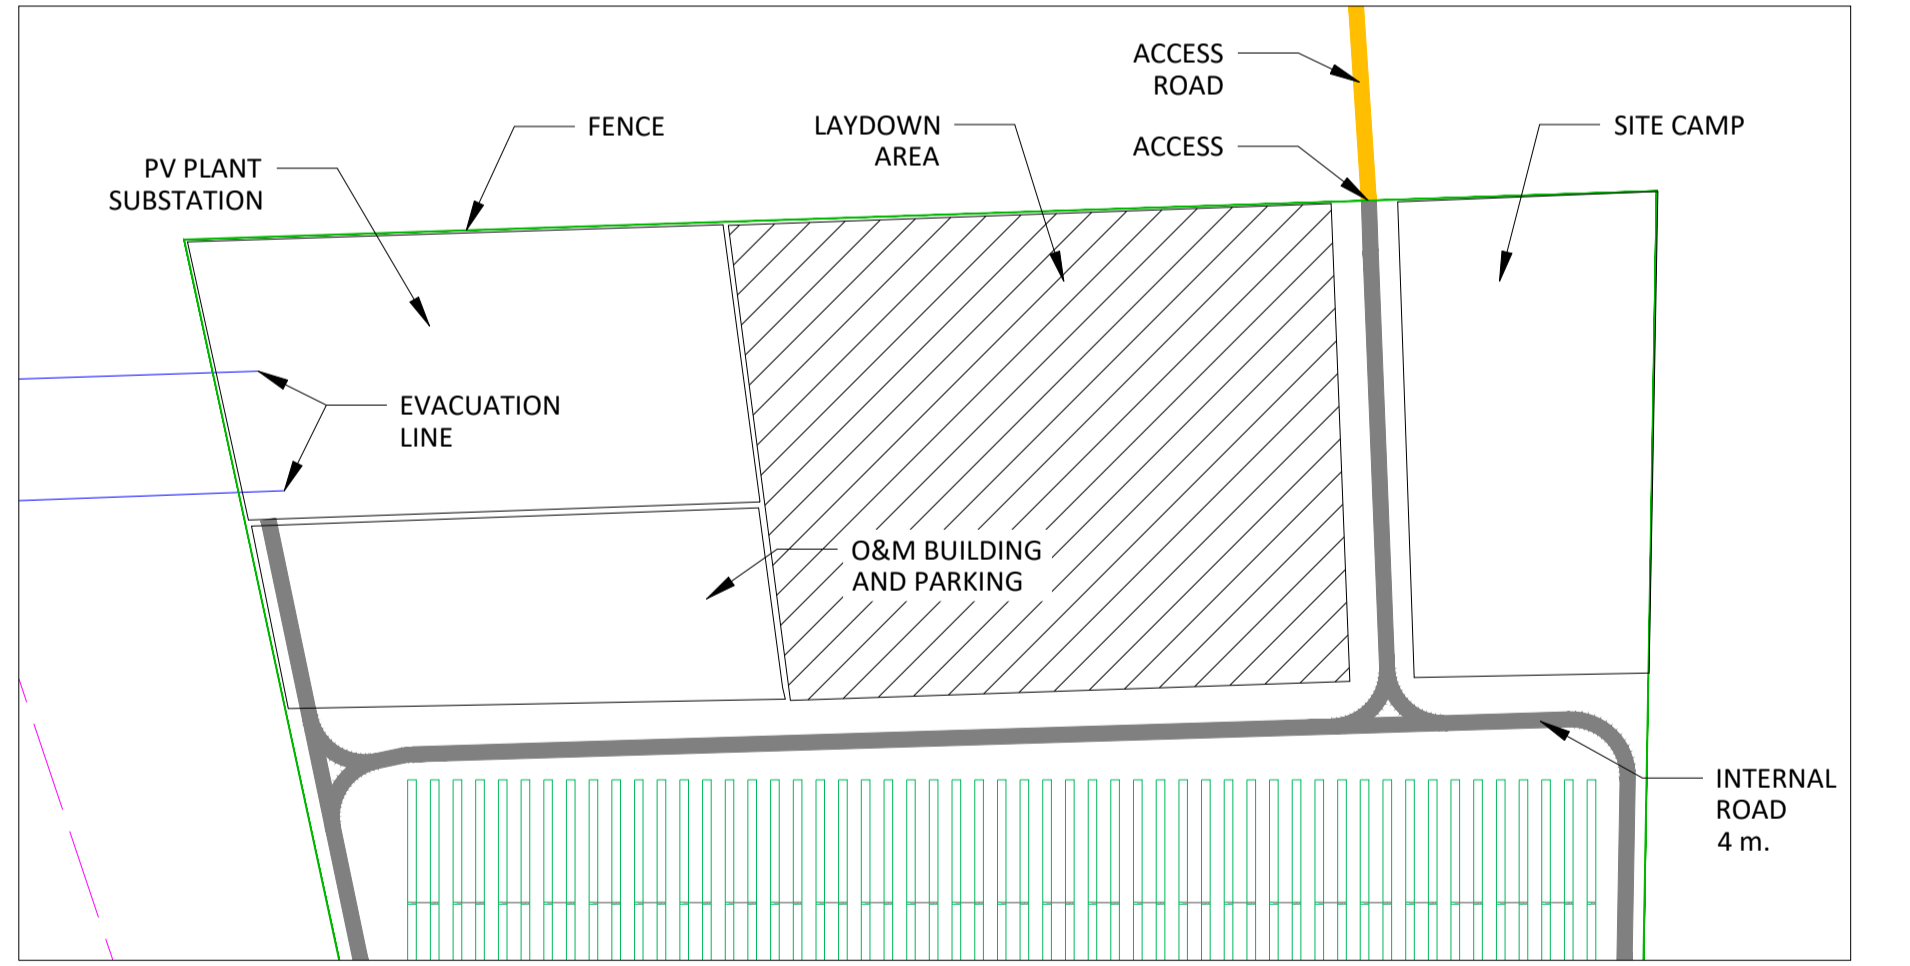 ACCESS
ROAD
FENCE
LAYDOWN
AREA
ACCESS
SITE CAMP
PV PLANT
SUBSTATION
EVACUATION
LINE
O&M BUILDING
AND PARKING
INTERNAL
ROAD
4 m.